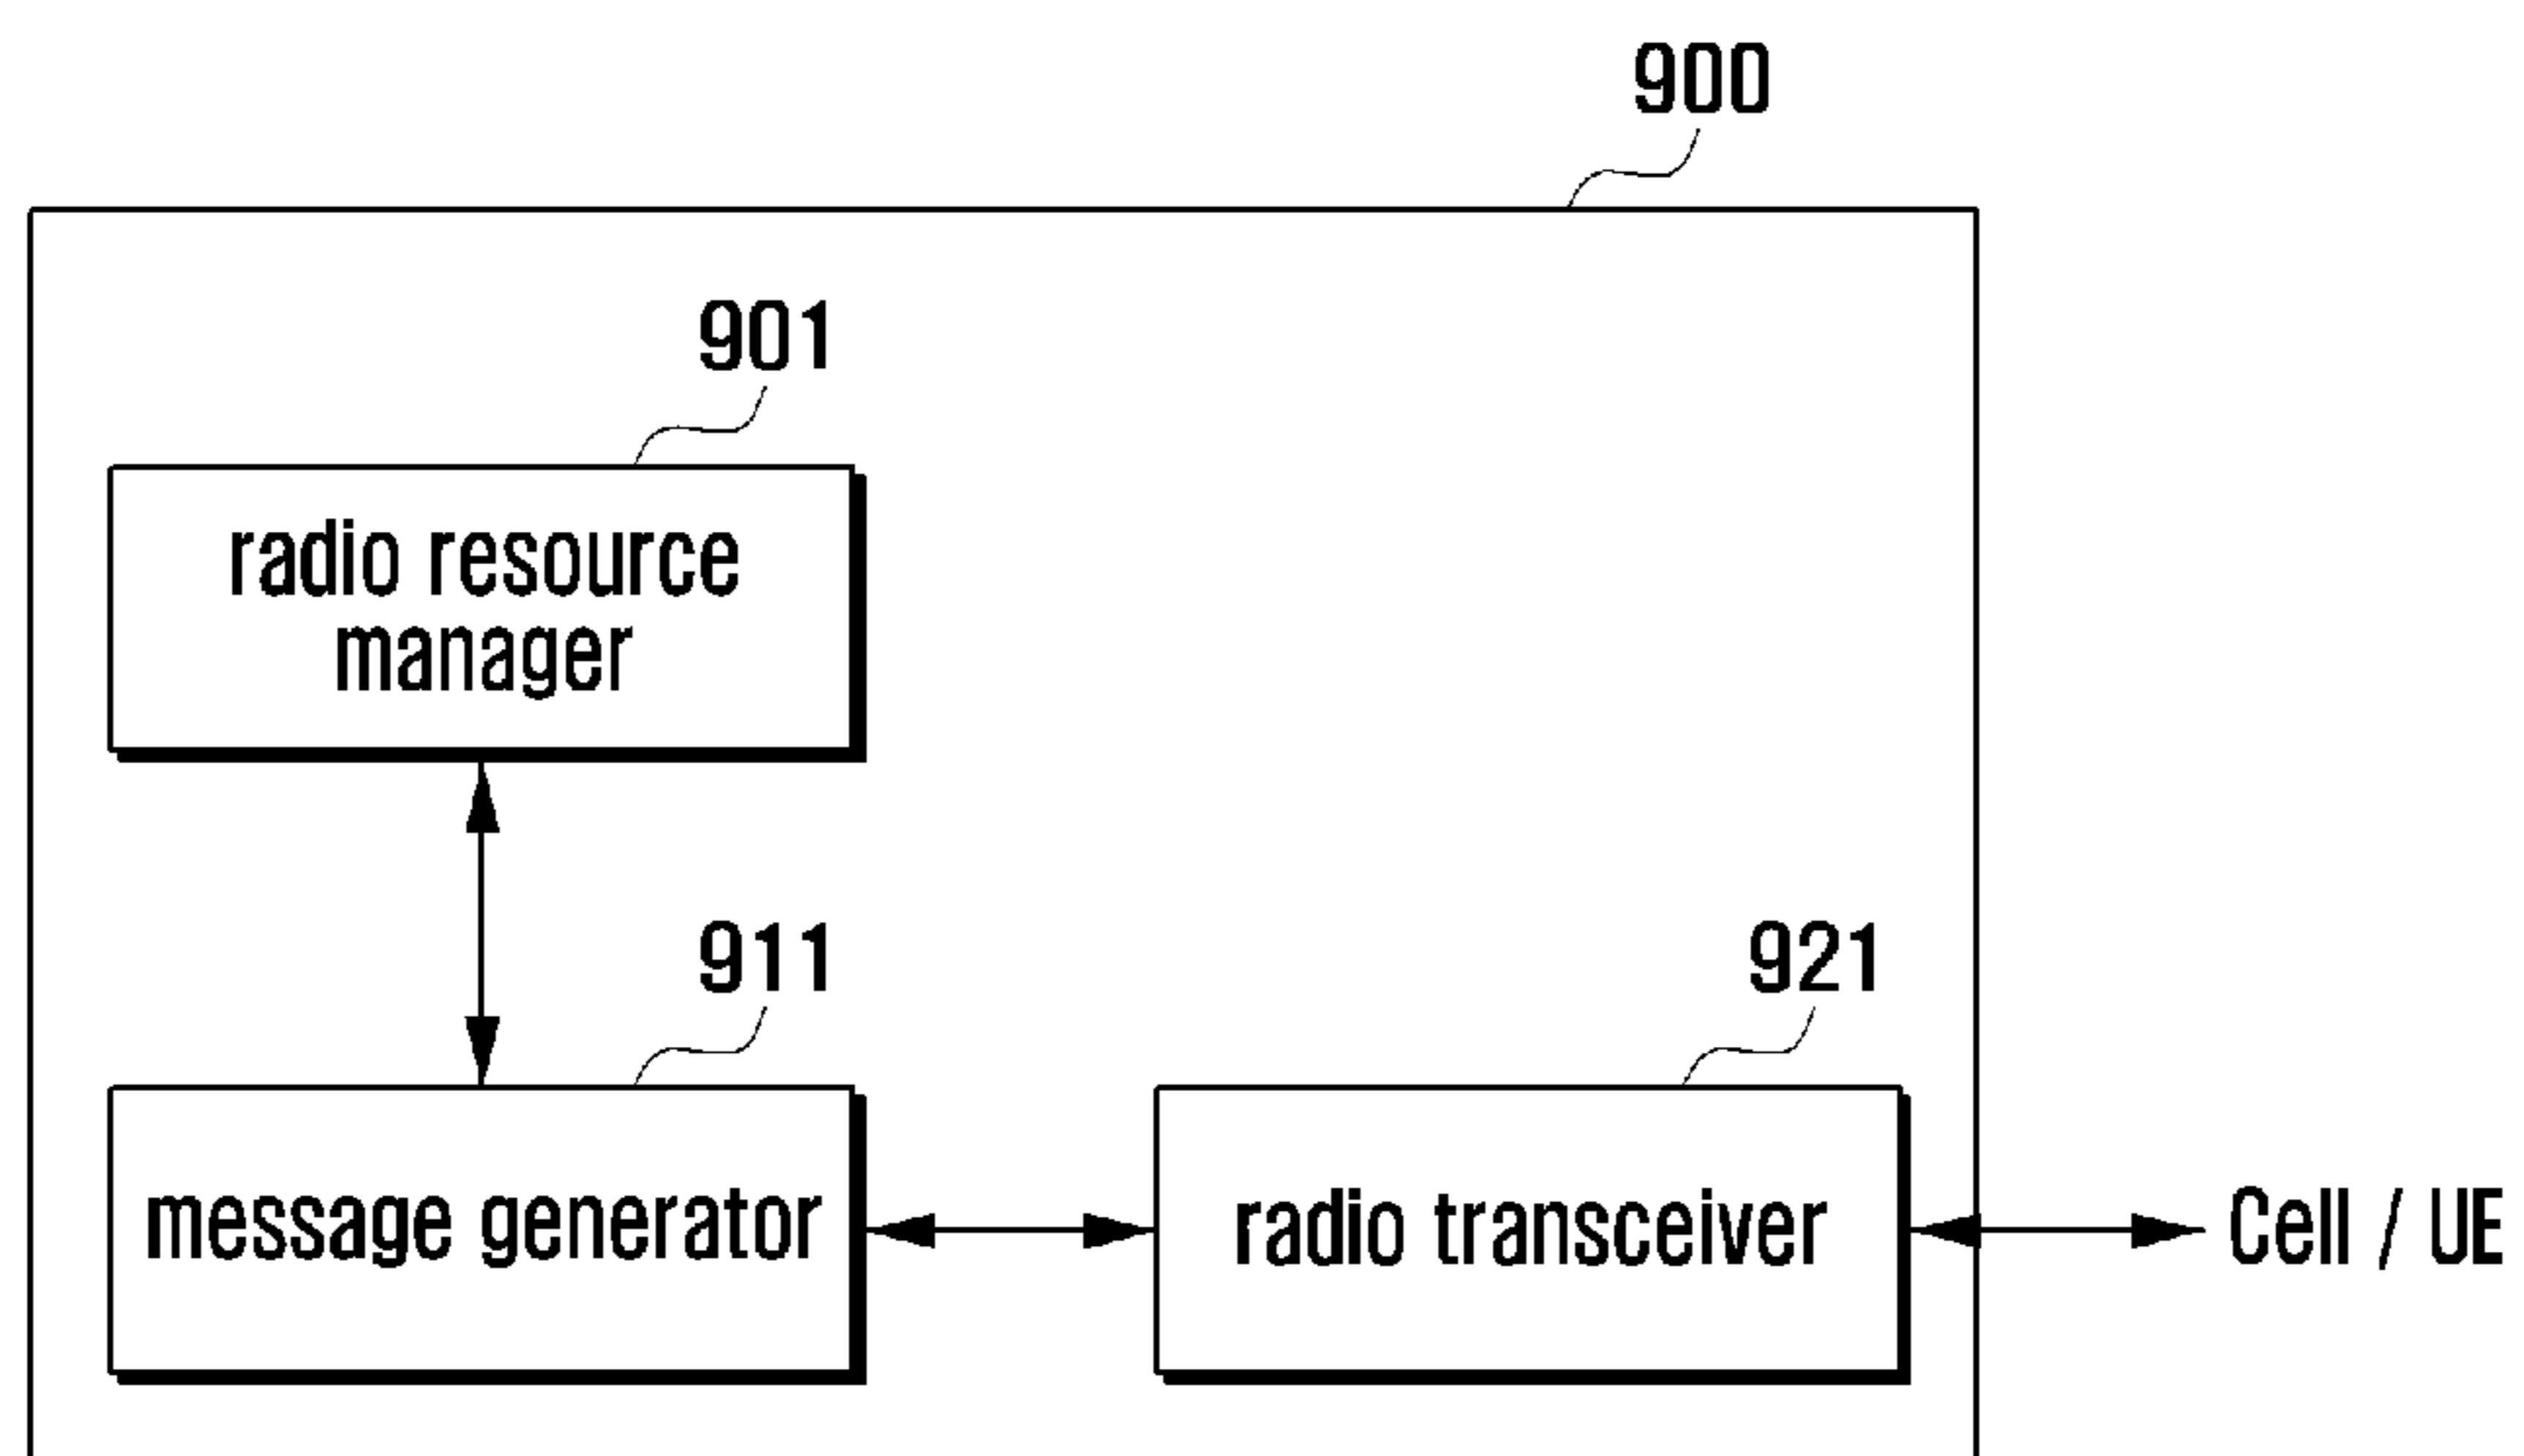 900
901
radio resource
manager
911
921
message generator
radio transceiver
Cell / UE